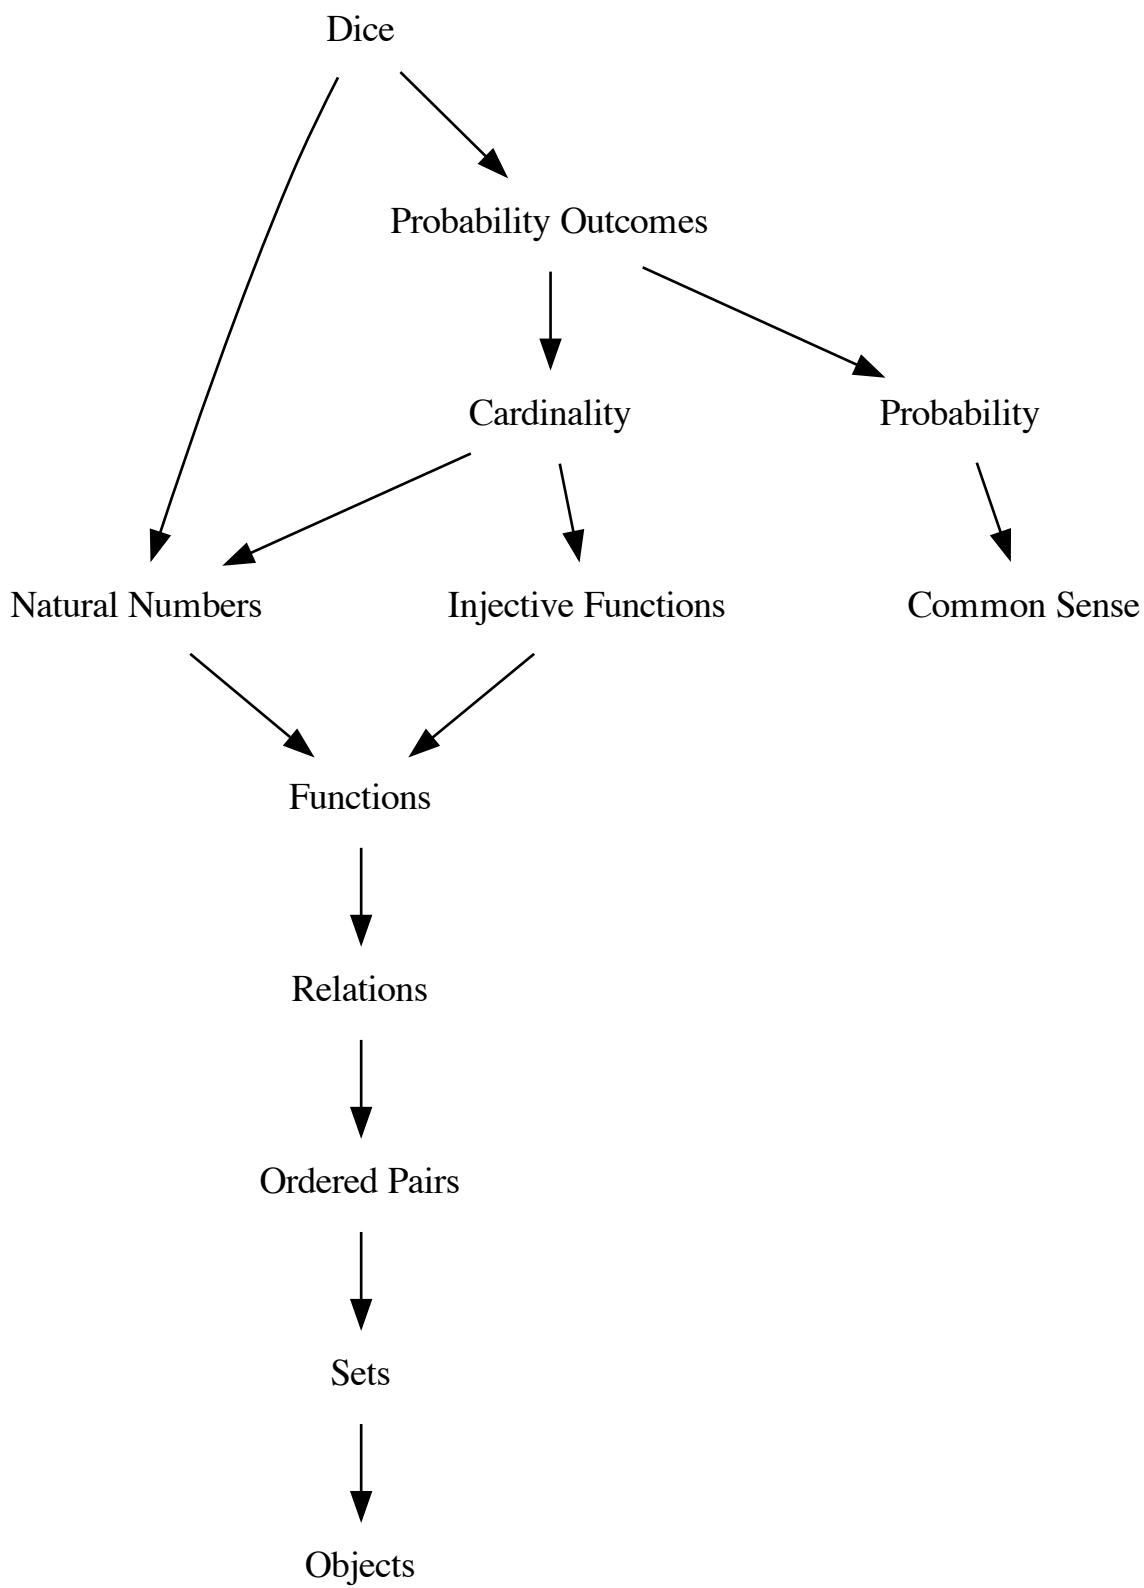 Dice
Probability Outcomes
Cardinality
Probability
Natural Numbers
Injective Functions
Common Sense
Functions
Relations
Ordered Pairs
Sets
Objects